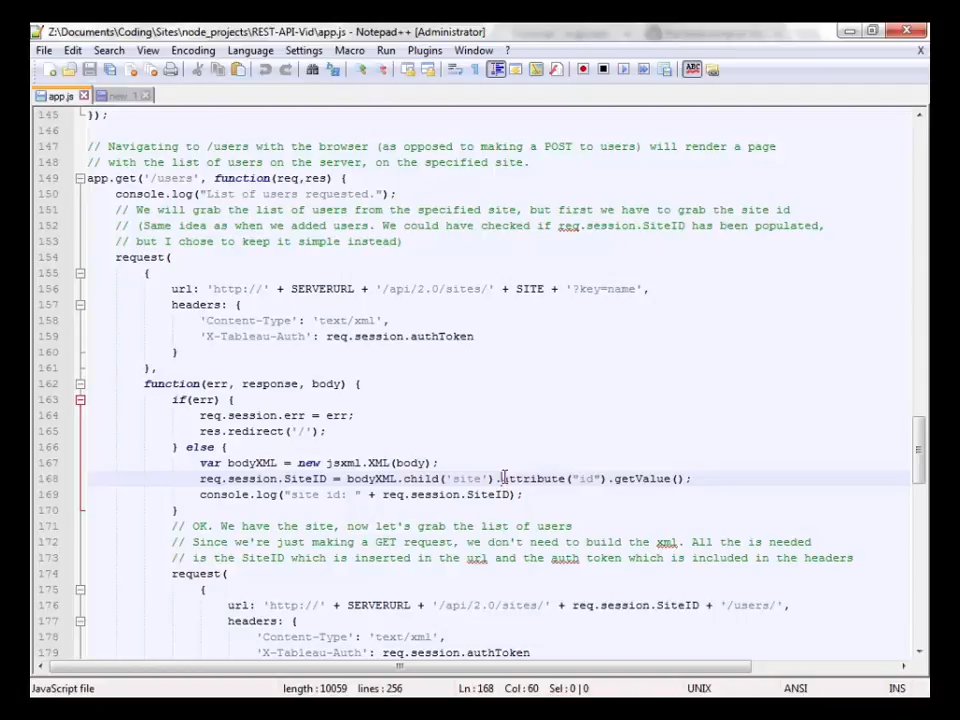 Z:\Documents\Coding\Sites\node_projects\REST-API-Vid\app.js - Notepad++ [Administrator]
File Edit Search View Encoding Language Settings Macro Run Plugins Window ? X
app.js new 1
145 });
146
147 // Navigating to /users with the browser (as opposed to making a POST to users) will render a page
148 // with the list of users on the server, on the specified site.
149 app.get('/users', function(req,res) {
150 console.log("List of users requested.");
151 // We will grab the list of users from the specified site, but first we have to grab the site id
152 // (Same idea as when we added users. We could have checked if req.session.SiteID has been populated,
153 // but I chose to keep it simple instead)
154 request(
155 {
156 url: 'http://' + SERVERURL + '/api/2.0/sites/' + SITE + '?key=name',
157 headers: {
158 'Content-Type': 'text/xml',
159 'X-Tableau-Auth': req.session.authToken
160 }
161 },
162 function(err, response, body) {
163 if(err) {
164 req.session.err = err;
165 res.redirect('/');
166 } else {
167 var bodyXML = new jsxml.XML(body);
168 req.session.SiteID = bodyXML.child('site').attribute("id").getValue();
169 console.log("site id: " + req.session.SiteID);
170 }
171 // OK. We have the site, now let's grab the list of users
172 // Since we're just making a GET request, we don't need to build the xml. All the is needed
173 // is the SiteID which is inserted in the url and the auth token which is included in the headers
174 request(
175 {
176 url: 'http://' + SERVERURL + '/api/2.0/sites/' + req.session.SiteID + '/users/',
177 headers: {
178 'Content-Type': 'text/xml',
179 'X-Tableau-Auth': req.session.authToken
JavaScript file length : 10059 lines : 256 Ln : 168 Col : 60 Sel : 0 | 0 UNIX ANSI INS